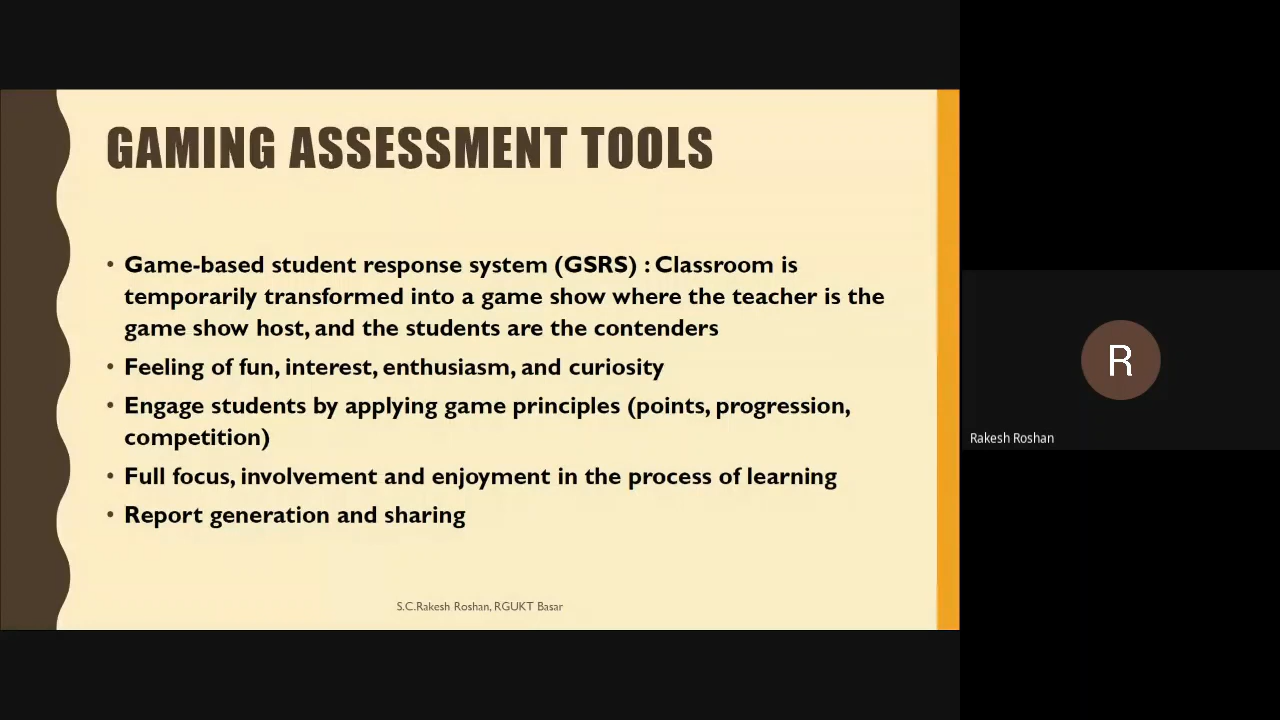 GAMING ASSESSMENT TOOLS
• Game-based student response system (GSRS) : Classroom is
temporarily transformed into a game show where the teacher is the
game show host, and the students are the contenders
• Feeling of fun, interest, enthusiasm, and curiosity
• Engage students by applying game principles (points, progression,
competition)
• Full focus, involvement and enjoyment in the process of learning
• Report generation and sharing
S.C.Rakesh Roshan, RGUKT Basar
R
Rakesh Roshan